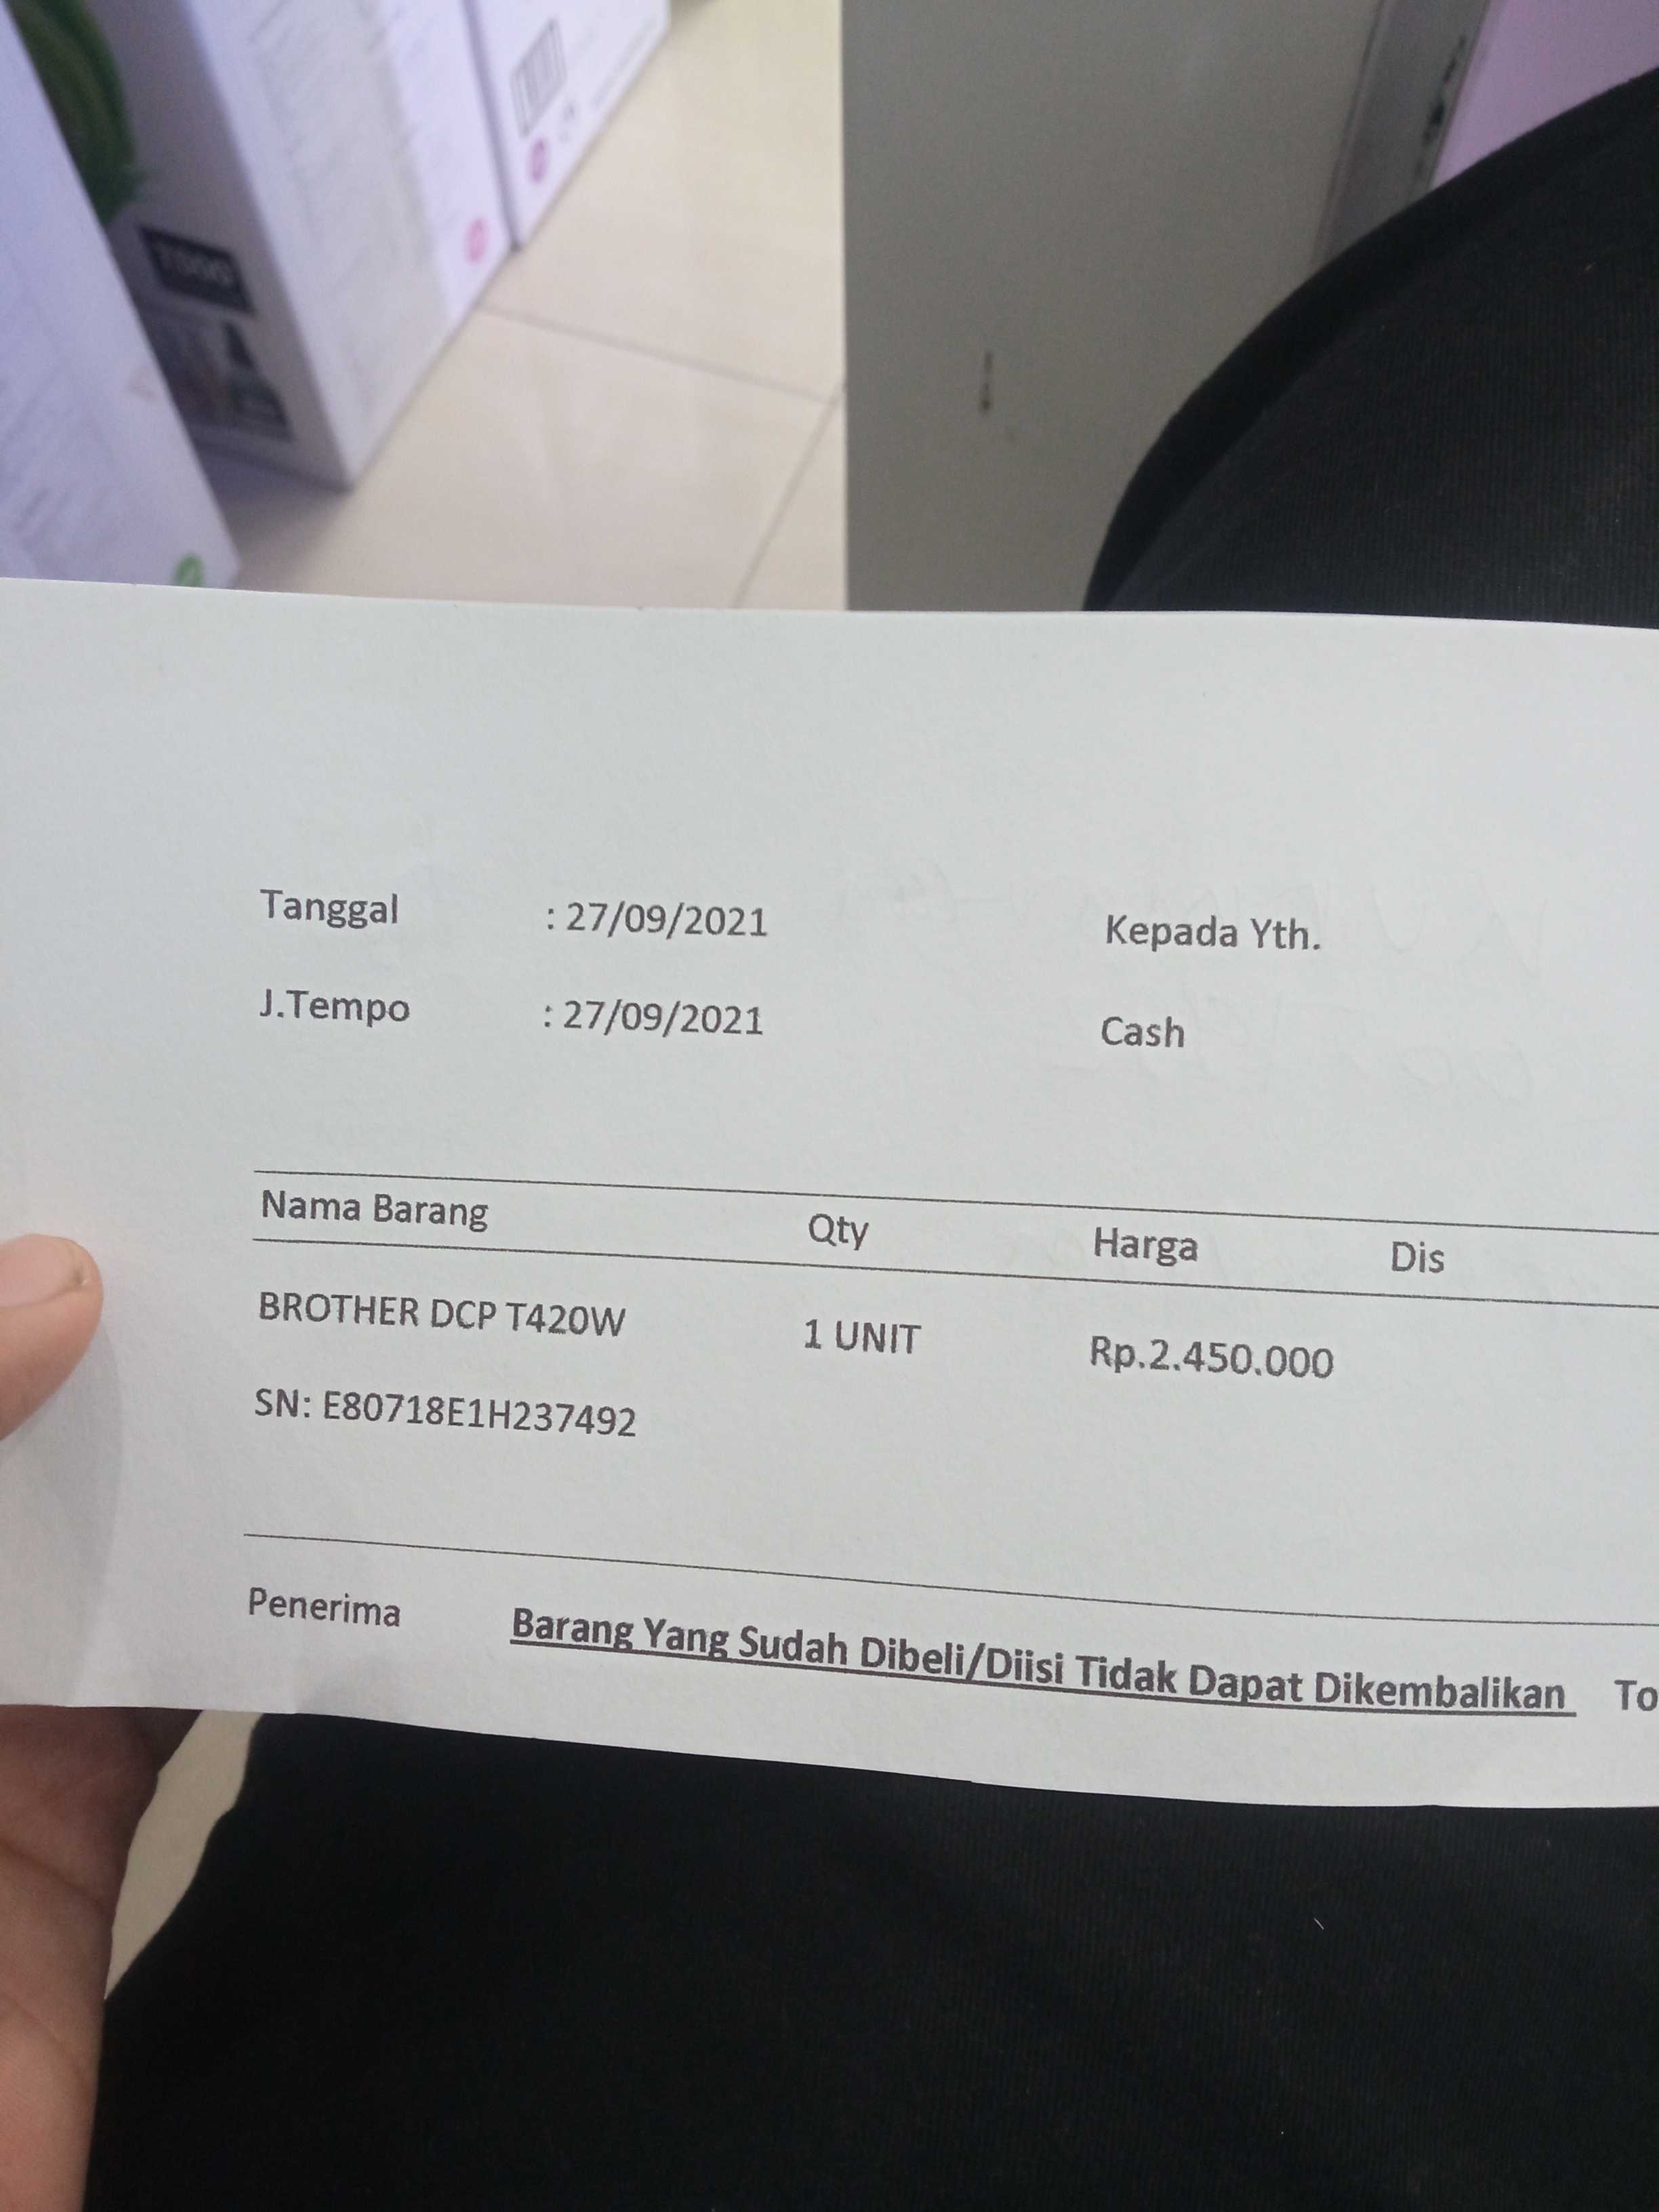 Tanggal : 27/09/2021 Kepada Yth.
J.Tempo : 27/09/2021 Cash
Nama Barang Qty Harga Dis
BROTHER DCP T420W 1 UNIT Rp.2.450.000
SN: E80718E1H237492
Penerima Barang Yang Sudah Dibeli/Diisi Tidak Dapat Dikembalikan To